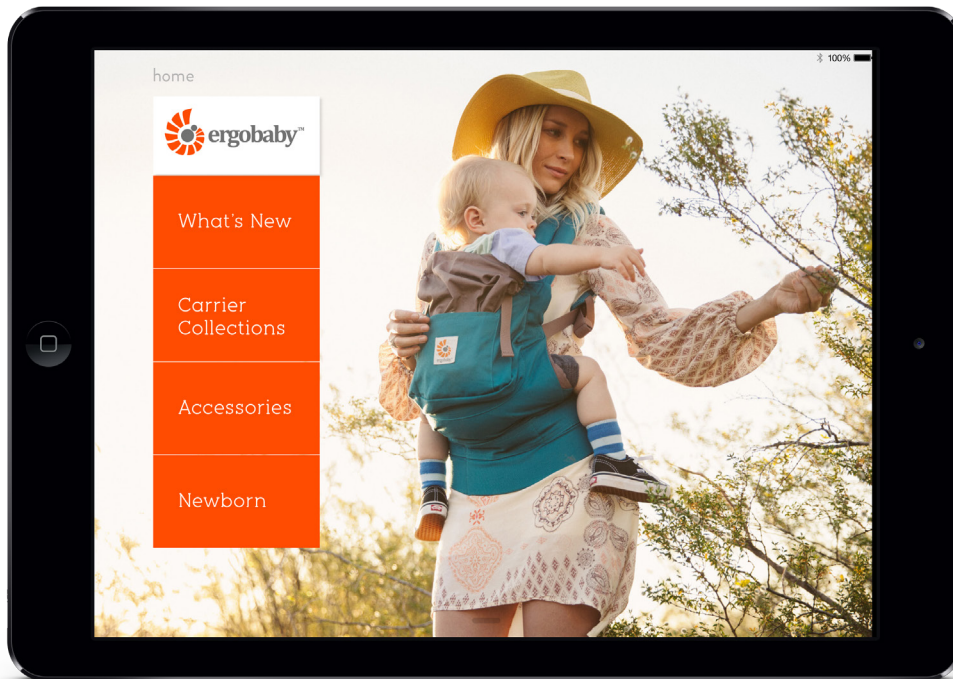 100%
home
ergobaby™
What's New
Carrier
Collections
Accessories
Newborn